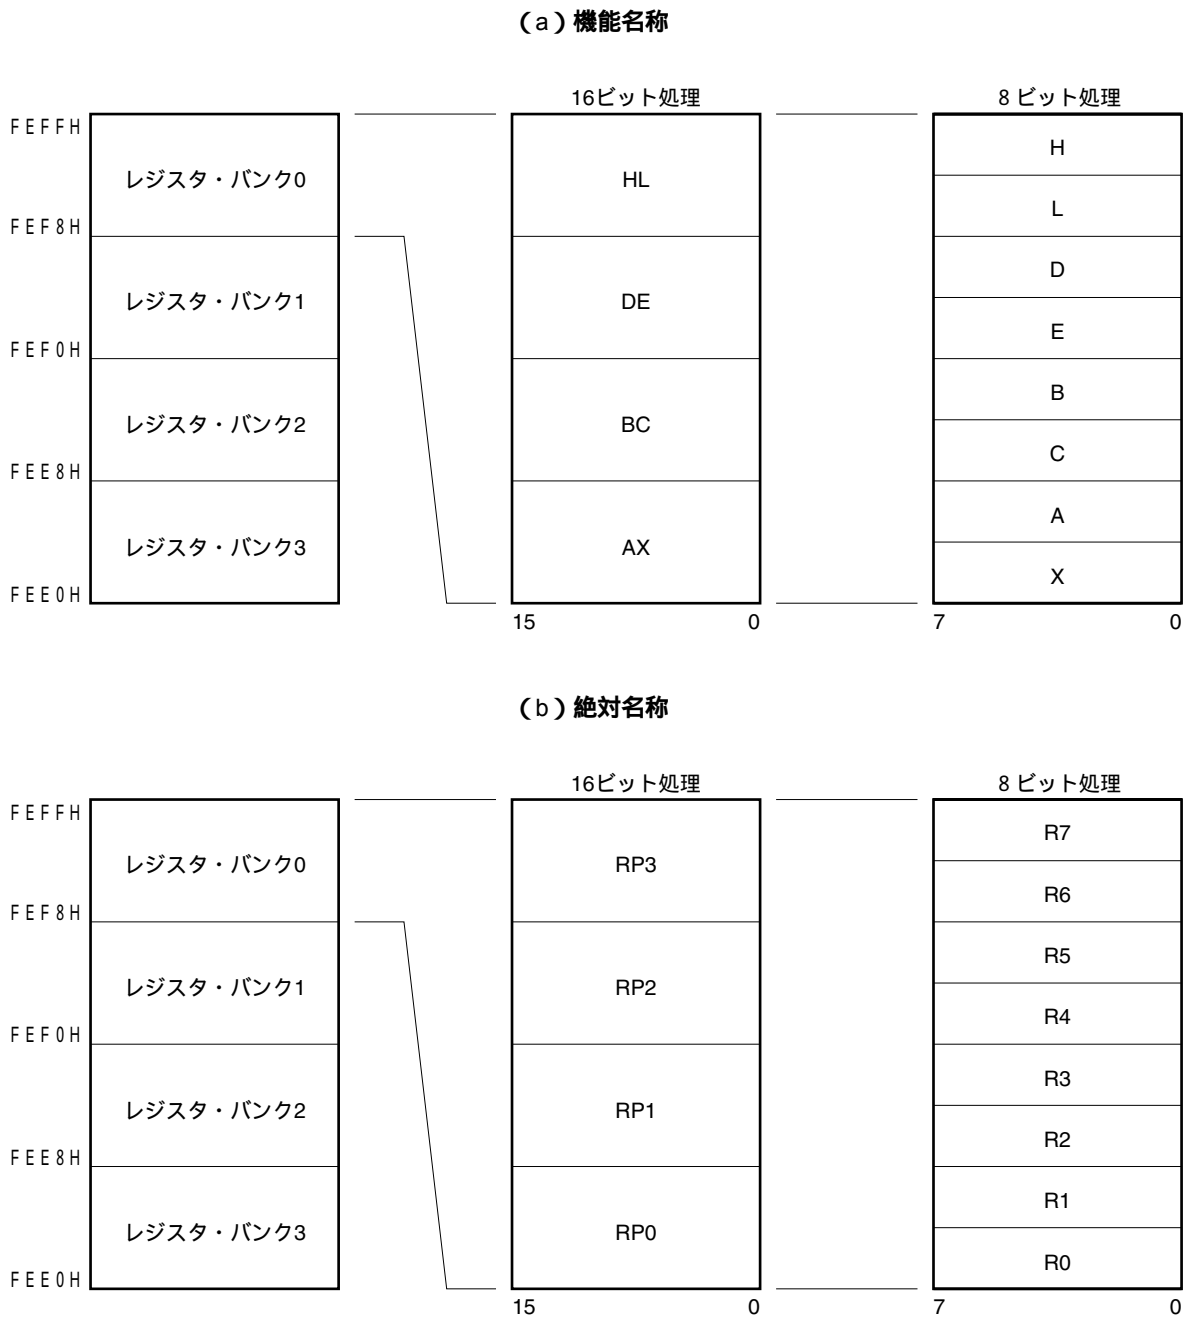 （a）機能名称
16ビット処理
8 ビット処理
FEFFH
レジスタ・バンク0
HL
H
L
FEF8H
レジスタ・バンク1
DE
D
E
FEF0H
レジスタ・バンク2
BC
B
C
FEE8H
レジスタ・バンク3
AX
A
X
FEE0H
15 0
7 0
（b）絶対名称
16ビット処理
8 ビット処理
FEFFH
レジスタ・バンク0
RP3
R7
R6
FEF8H
レジスタ・バンク1
RP2
R5
R4
FEF0H
レジスタ・バンク2
RP1
R3
R2
FEE8H
レジスタ・バンク3
RP0
R1
R0
FEE0H
15 0
7 0